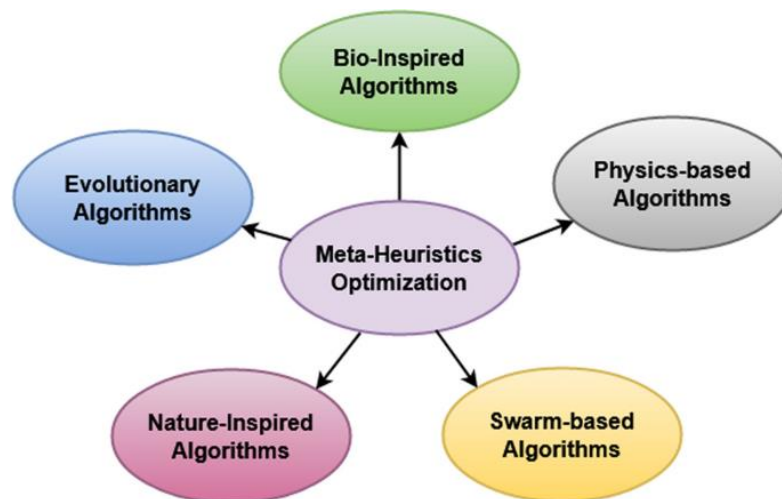 Bio-Inspired
Algorithms
Evolutionary
Algorithms
Physics-based
Algorithms
Meta-Heuristics
Optimization
Nature-Inspired
Algorithms
Swarm-based
Algorithms